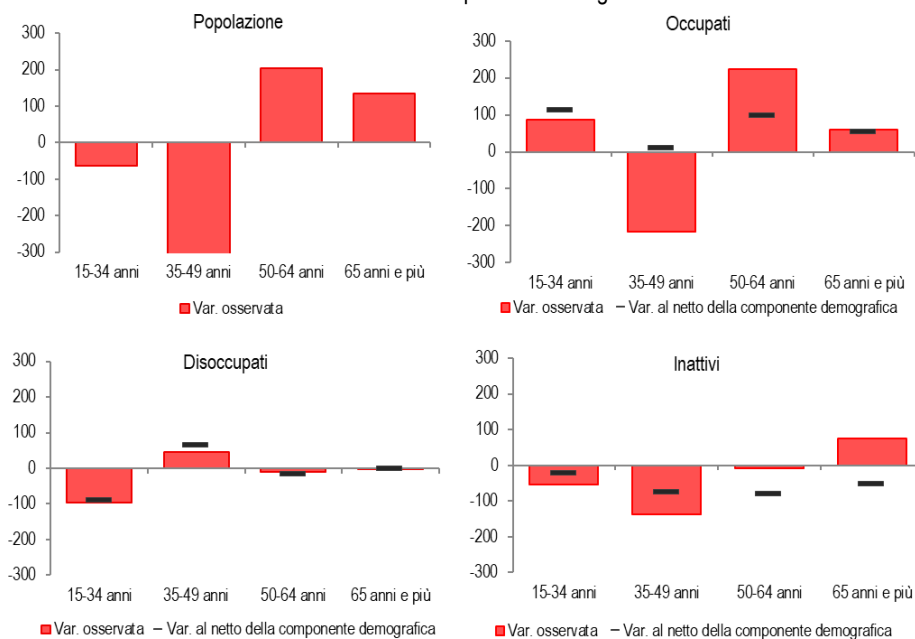 Popolazione
300
200
100
0
-100
-200
-300
15-34 anni 35-49 anni 50-64 anni 65 anni e più
Var. osservata
Occupati
300
200
100
0
-100
-200
-300
15-34 anni 35-49 anni 50-64 anni 65 anni e più
Var. osservata Var. al netto della componente demografica
Disoccupati
300
200
100
0
-100
-200
-300
15-34 anni 35-49 anni 50-64 anni 65 anni e più
Var. osservata Var. al netto della componente demografica
Inattivi
300
200
100
0
-100
-200
-300
15-34 anni 35-49 anni 50-64 anni 65 anni e più
Var. osservata Var. al netto della componente demografica